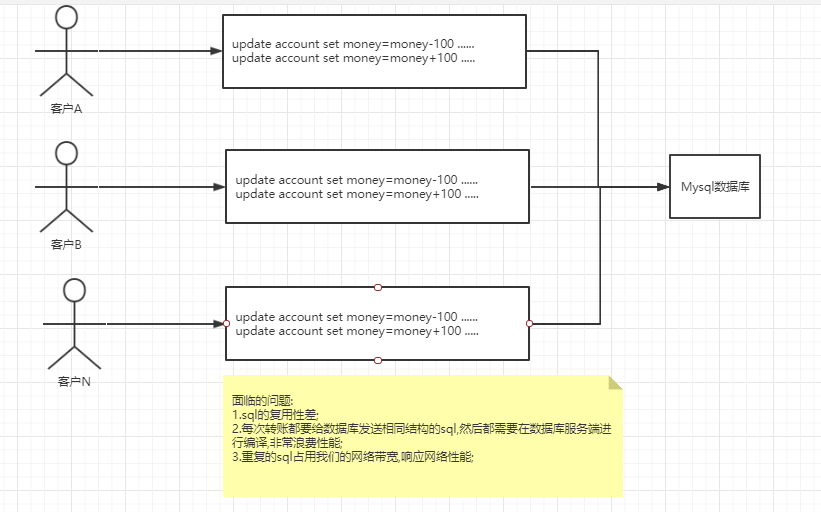 update account set money=money-100 ......
update account set money=money+100 .....
客户A
update account set money=money-100 ......
update account set money=money+100 .....
Mysql数据库
客户B
update account set money=money-100 ......
update account set money=money+100 .....
客户N
面临的问题:
1.sql的复用性差;
2.每次转账都要给数据库发送相同结构的sql,然后都需要在数据库服务端进
行编译,非常浪费性能;
3.重复的sql占用我们的网络带宽,响应网络性能;